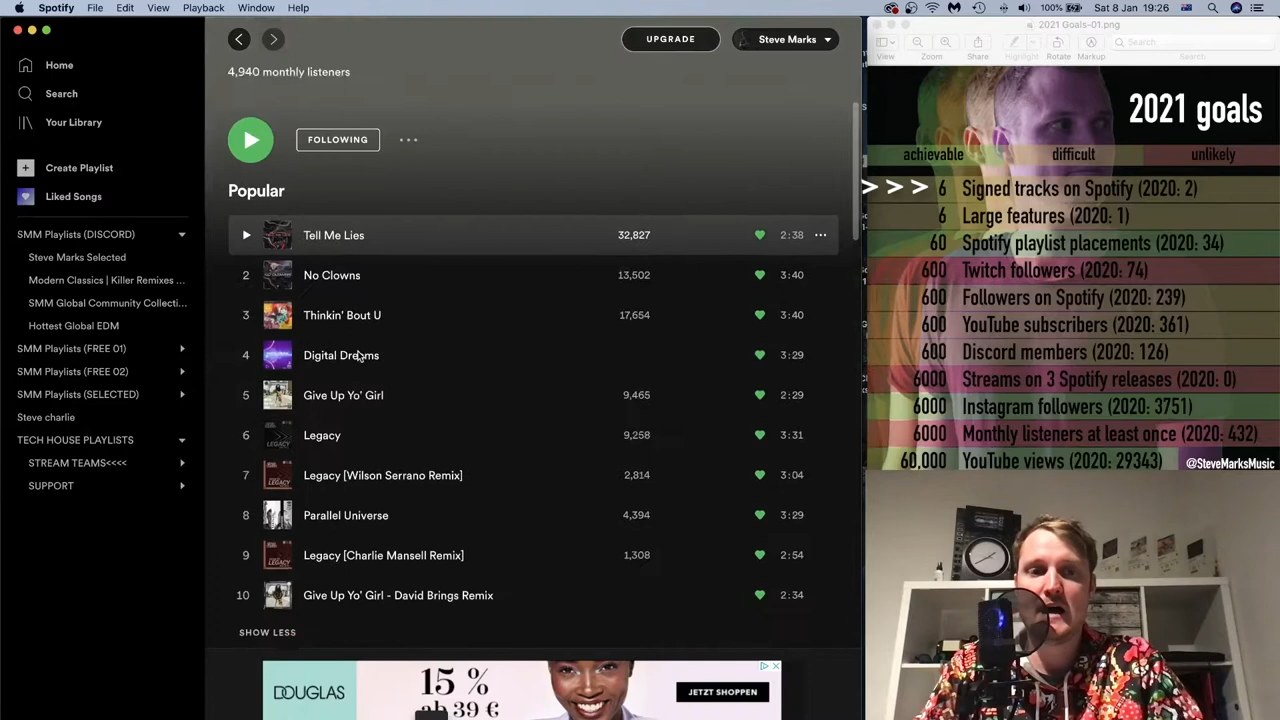 Spotify File Edit View Playback Window Help
100% Sat 8 Jan 19:26
Home
Search
Your Library
Create Playlist
Liked Songs
SMM Playlists (DISCORD)
Steve Marks Selected
Modern Classics | Killer Remixes ...
SMM Global Community Collecti...
Hottest Global EDM
SMM Playlists (FREE 01)
SMM Playlists (FREE 02)
SMM Playlists (SELECTED)
Steve charlie
TECH HOUSE PLAYLISTS
STREAM TEAMS<<<<
SUPPORT
UPGRADE
Steve Marks
4,940 monthly listeners
FOLLOWING
Popular
Tell Me Lies 32,827 2:38
2 No Clowns 13,502 3:40
3 Thinkin' Bout U 17,654 3:40
4 Digital Dreams 3:29
5 Give Up Yo' Girl 9,465 2:29
6 Legacy 9,258 3:31
7 Legacy [Wilson Serrano Remix] 2,814 3:04
8 Parallel Universe 4,394 3:29
9 Legacy [Charlie Mansell Remix] 1,308 2:54
10 Give Up Yo' Girl - David Brings Remix 2:34
SHOW LESS
DOUGLAS
15 %
ab 39 €
JETZT SHOPPEN
2021 Goals-01.png
Search
View Zoom Share Highlight Rotate Markup Search
2021 goals
achievable difficult unlikely
>>> 6 Signed tracks on Spotify (2020: 2)
6 Large features (2020: 1)
60 Spotify playlist placements (2020: 34)
600 Twitch followers (2020: 74)
600 Followers on Spotify (2020: 239)
600 YouTube subscribers (2020: 361)
600 Discord members (2020: 126)
6000 Streams on 3 Spotify releases (2020: 0)
6000 Instagram followers (2020: 3751)
6000 Monthly listeners at least once (2020: 432)
60,000 YouTube views (2020: 29343)
@SteveMarksMusic